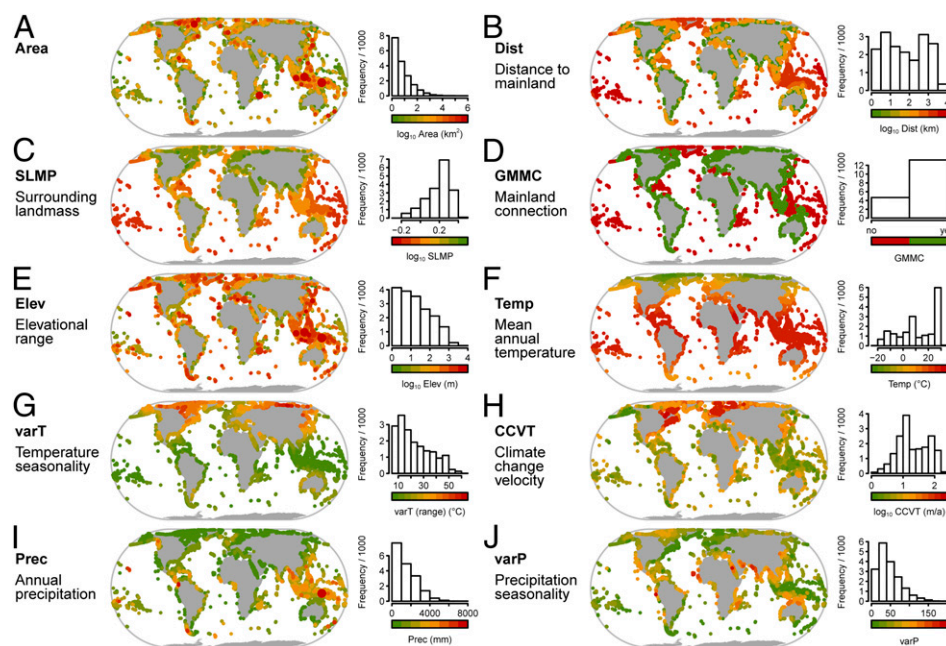 A
Area
Frequency / 1000
8
6
4
2
0
0 2 4 6
log₁₀ Area (km²)
B
Dist
Distance to
mainland
Frequency / 1000
4
3
2
1
0
0 1 2 3
log₁₀ Dist (km)
C
SLMP
Surrounding
landmass
Frequency / 1000
7
6
5
4
3
2
1
0
−0.2 0.2
log₁₀ SLMP
D
GMMC
Mainland
connection
Frequency / 1000
15
10
5
0
no ye
GMMC
E
Elev
Elevational
range
Frequency / 1000
4
3
2
1
0
0 1 2 3 4
log₁₀ Elev (m)
F
Temp
Mean
annual
temperature
Frequency / 1000
6
4
2
0
−20 0 20
Temp (°C)
G
varT
Temperature
seasonality
Frequency / 1000
4
3
2
1
0
10 30 50
varT (range) (°C)
H
CCVT
Climate
change
velocity
Frequency / 1000
4
3
2
1
0
0 1 2
log₁₀ CCVT (m/a)
I
Prec
Annual
precipitation
Frequency / 1000
6
4
2
0
0 4000 8000
Prec (mm)
J
varP
Precipitation
seasonality
Frequency / 1000
6
5
4
3
2
1
0
0 50 150
varP